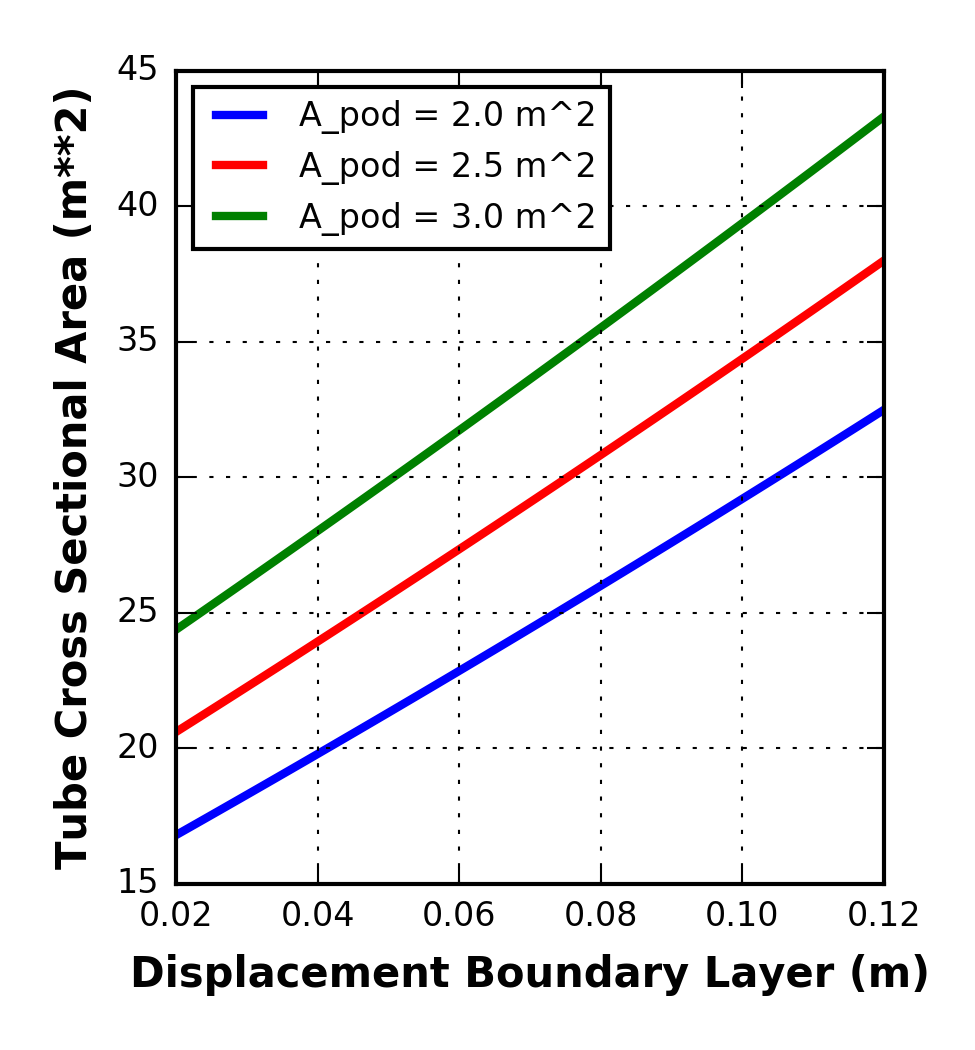 45
40
35
30
25
20
15
Tube Cross Sectional Area (m**2)
A_pod = 2.0 m^2
A_pod = 2.5 m^2
A_pod = 3.0 m^2
0.02 0.04 0.06 0.08 0.10 0.12
Displacement Boundary Layer (m)